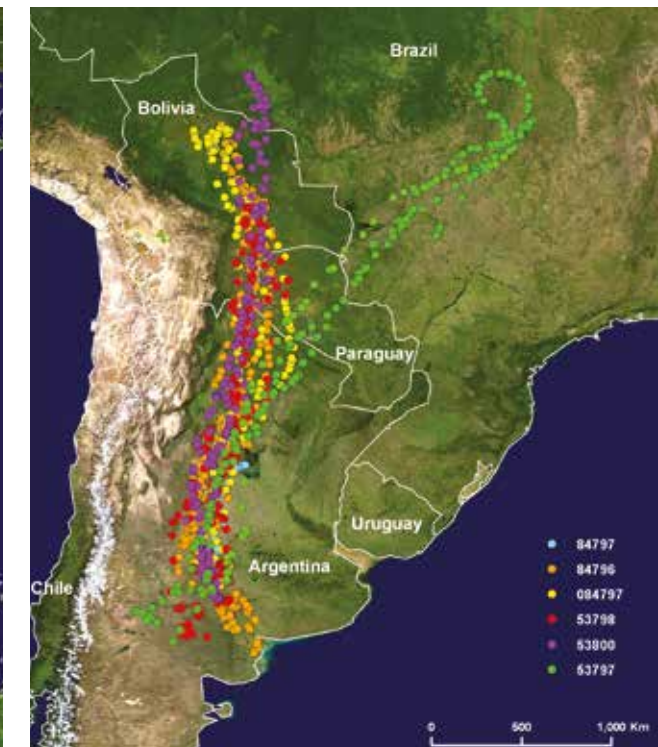 Brazil
Bolivia
Paraguay
Uruguay
Argentina
Chile
84797
84796
084797
53798
53800
53797
0 500 1,000 Km